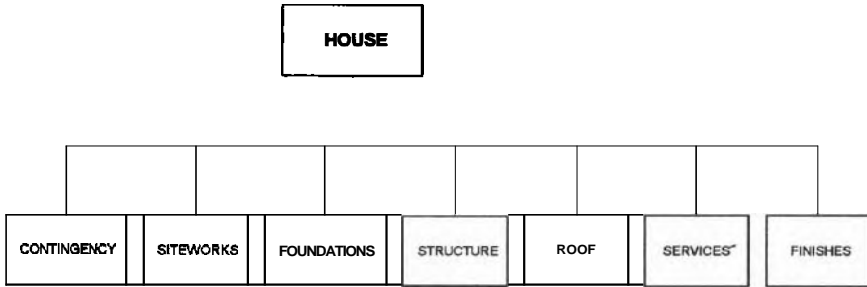 HOUSE
CONTINGENCY SITEWORKS FOUNDATIONS STRUCTURE ROOF SERVICES FINISHES